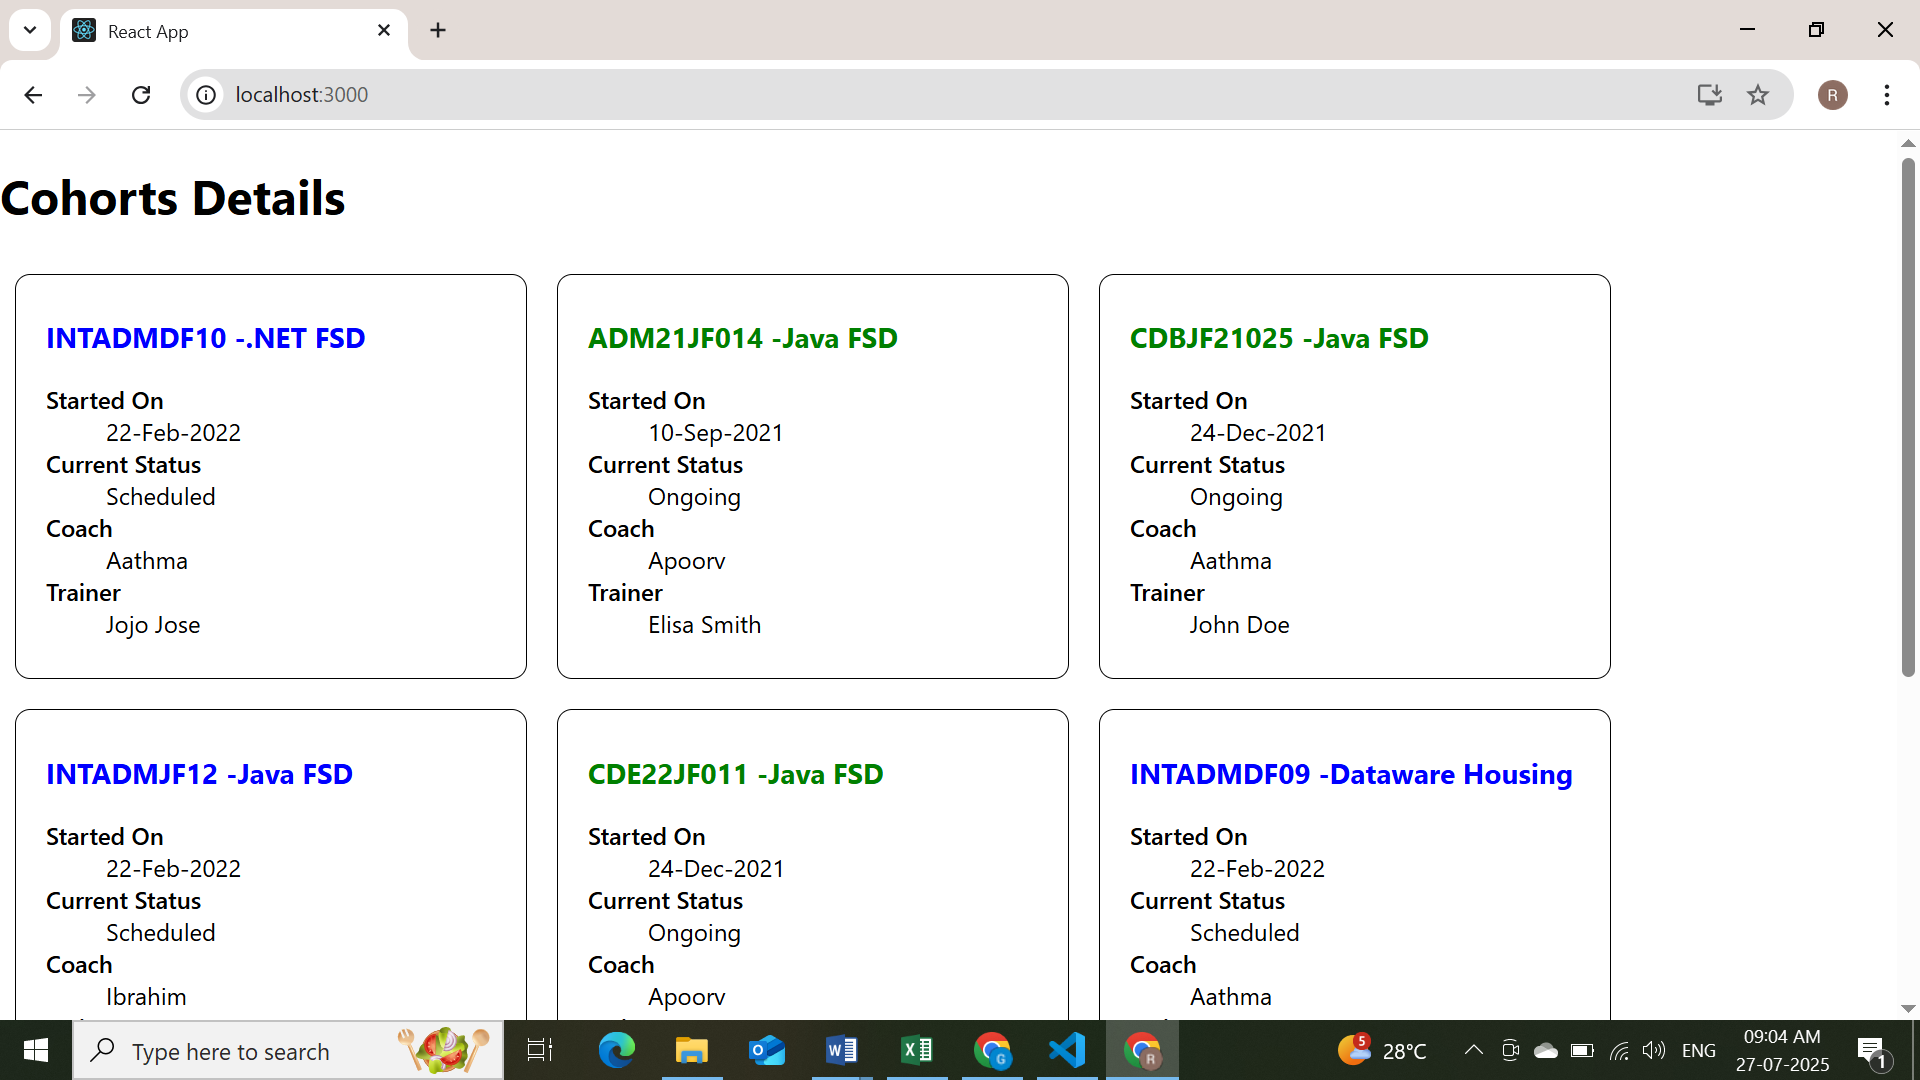 React App
localhost:3000
R
Cohorts Details
INTADMDF10 -.NET FSD
Started On
22-Feb-2022
Current Status
Scheduled
Coach
Aathma
Trainer
Jojo Jose
ADM21JF014 -Java FSD
Started On
10-Sep-2021
Current Status
Ongoing
Coach
Apoorv
Trainer
Elisa Smith
CDBJF21025 -Java FSD
Started On
24-Dec-2021
Current Status
Ongoing
Coach
Aathma
Trainer
John Doe
INTADMJF12 -Java FSD
Started On
22-Feb-2022
Current Status
Scheduled
Coach
Ibrahim
CDE22JF011 -Java FSD
Started On
24-Dec-2021
Current Status
Ongoing
Coach
Apoorv
INTADMDF09 -Dataware Housing
Started On
22-Feb-2022
Current Status
Scheduled
Coach
Aathma
Type here to search
G
R
5
28°C
ENG
09:04 AM
27-07-2025
1